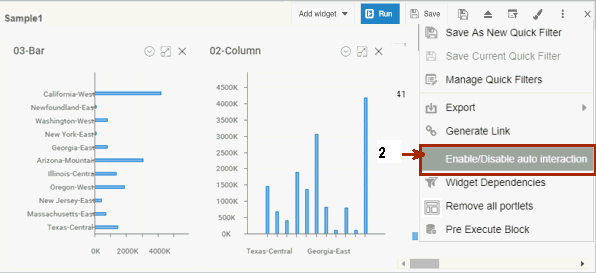 Sample1
Add widget
Run
Save
03-Bar
02-Column
California-West
Newfoundland-East
Washington-West
New York-East
Georgia-East
Arizona-Mountain
Illinois-Central
Oregon-West
New Jersey-East
Massachusetts-East
Texas-Central
0K
2000K
4000K
4500K
4000K
3500K
3000K
2500K
2000K
1500K
1000K
500K
0K
Texas-Central
Georgia-East
41
2
Save As New Quick Filter
Save Current Quick Filter
Manage Quick Filters
Export
Generate Link
Enable/Disable auto interaction
Widget Dependencies
Remove all portlets
Pre Execute Block